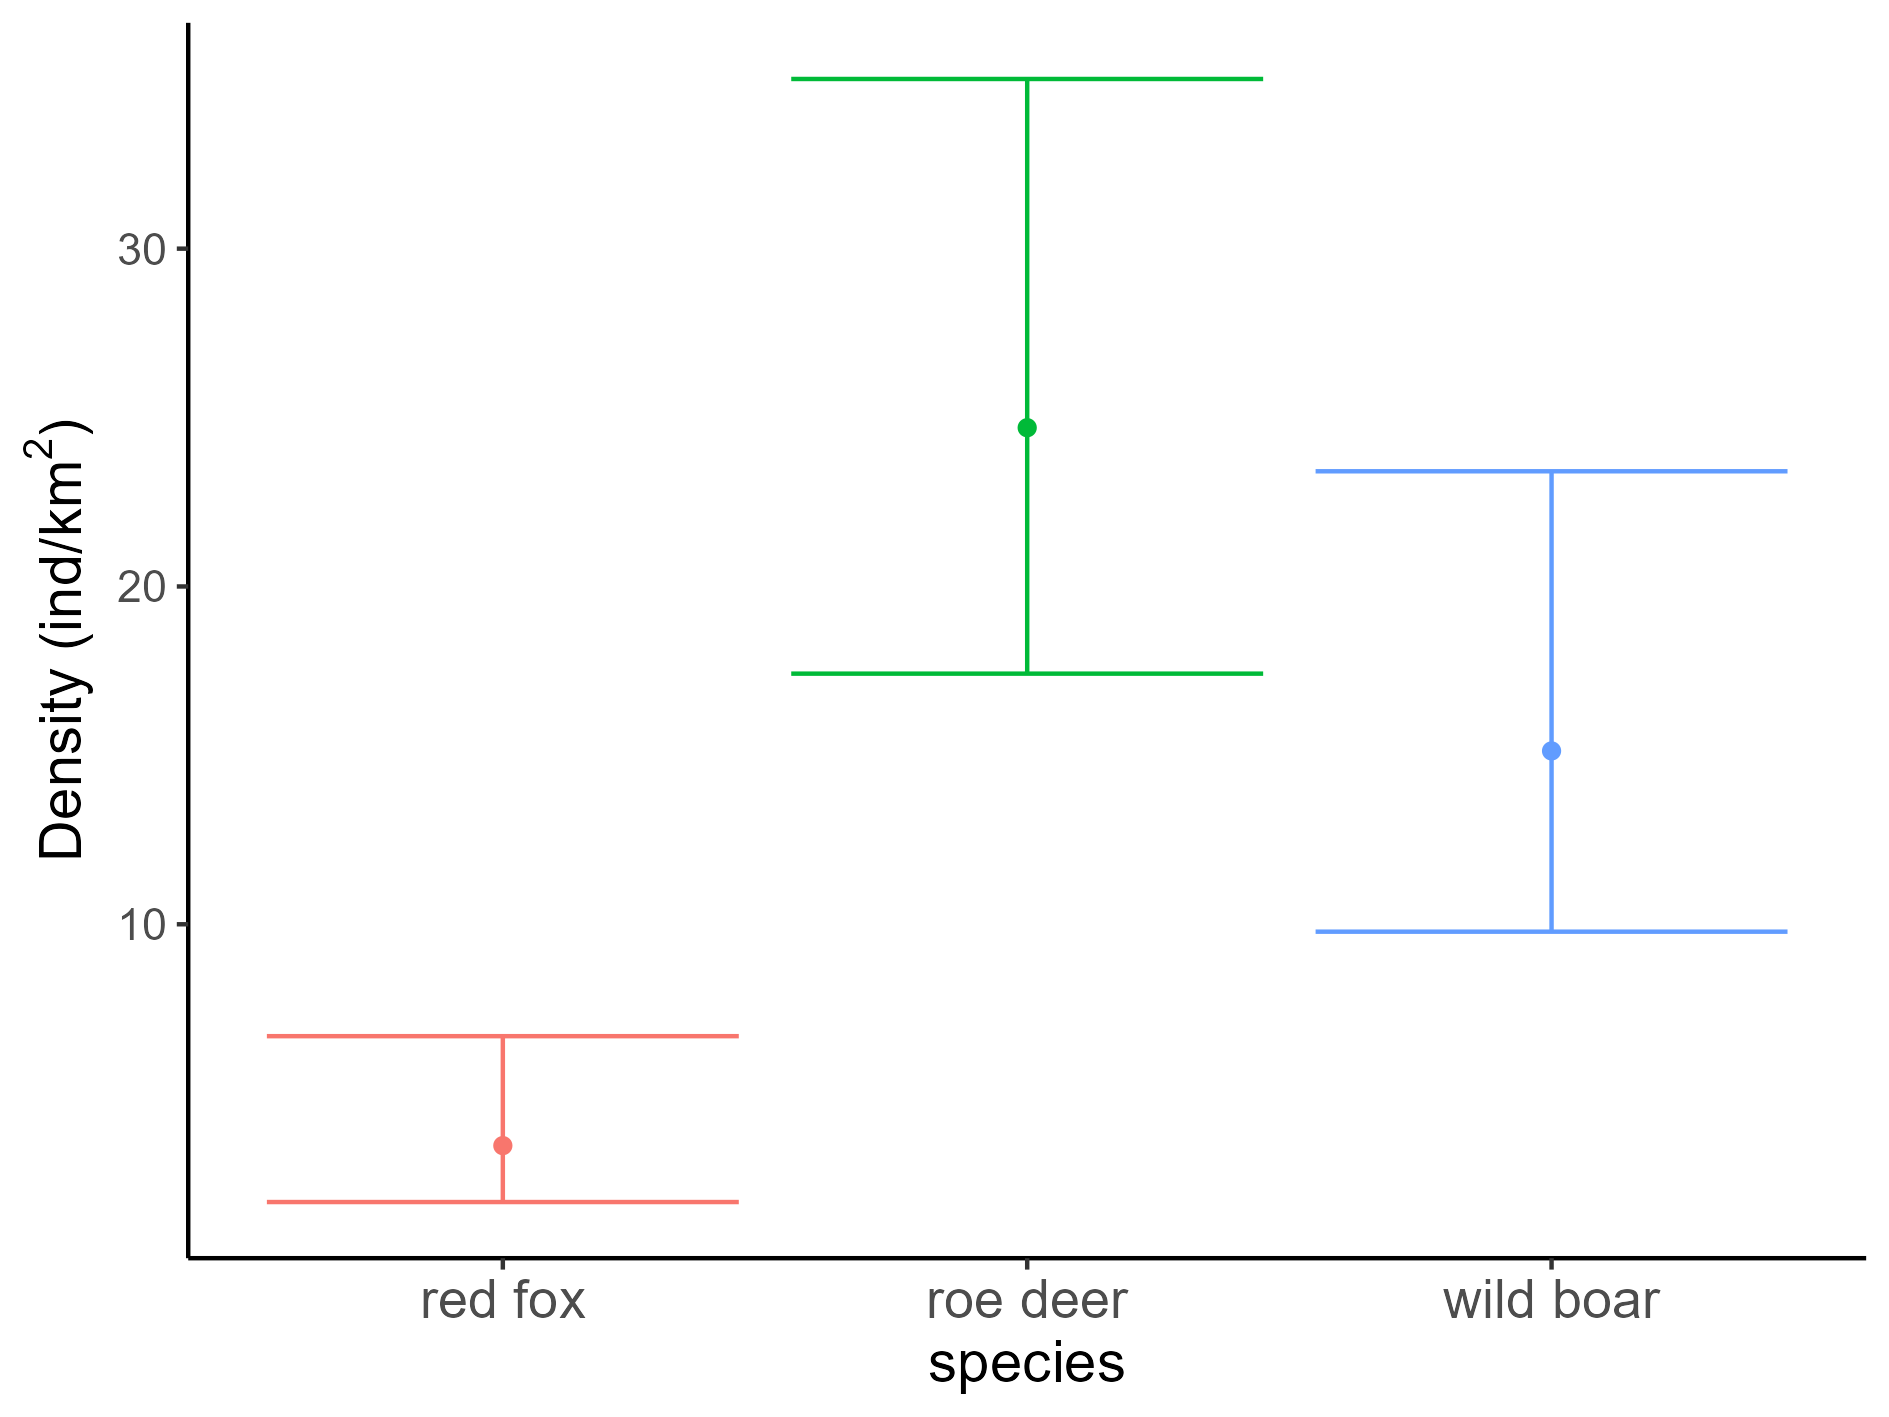 Density (ind/km²)
30
20
10
red fox
roe deer
wild boar
species